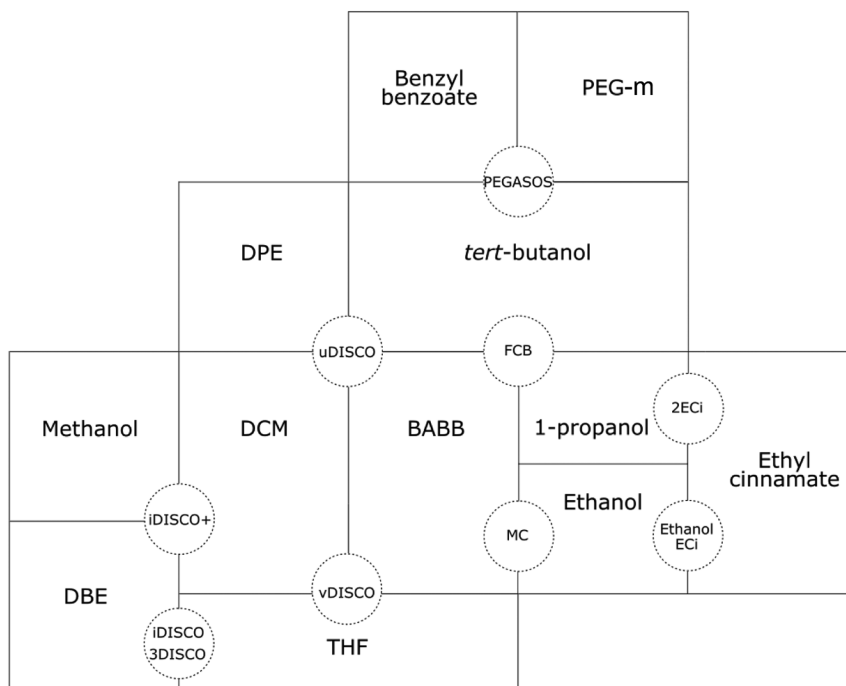 Benzyl
benzoate
PEG-m
PEGASOS
DPE
tert-butanol
uDISCO
FCB
Methanol
DCM
BABB
1-propanol
2ECi
Ethyl
cinnamate
iDISCO+
Ethanol
MC
Ethanol
ECi
DBE
vDISCO
iDISCO
3DISCO
THF